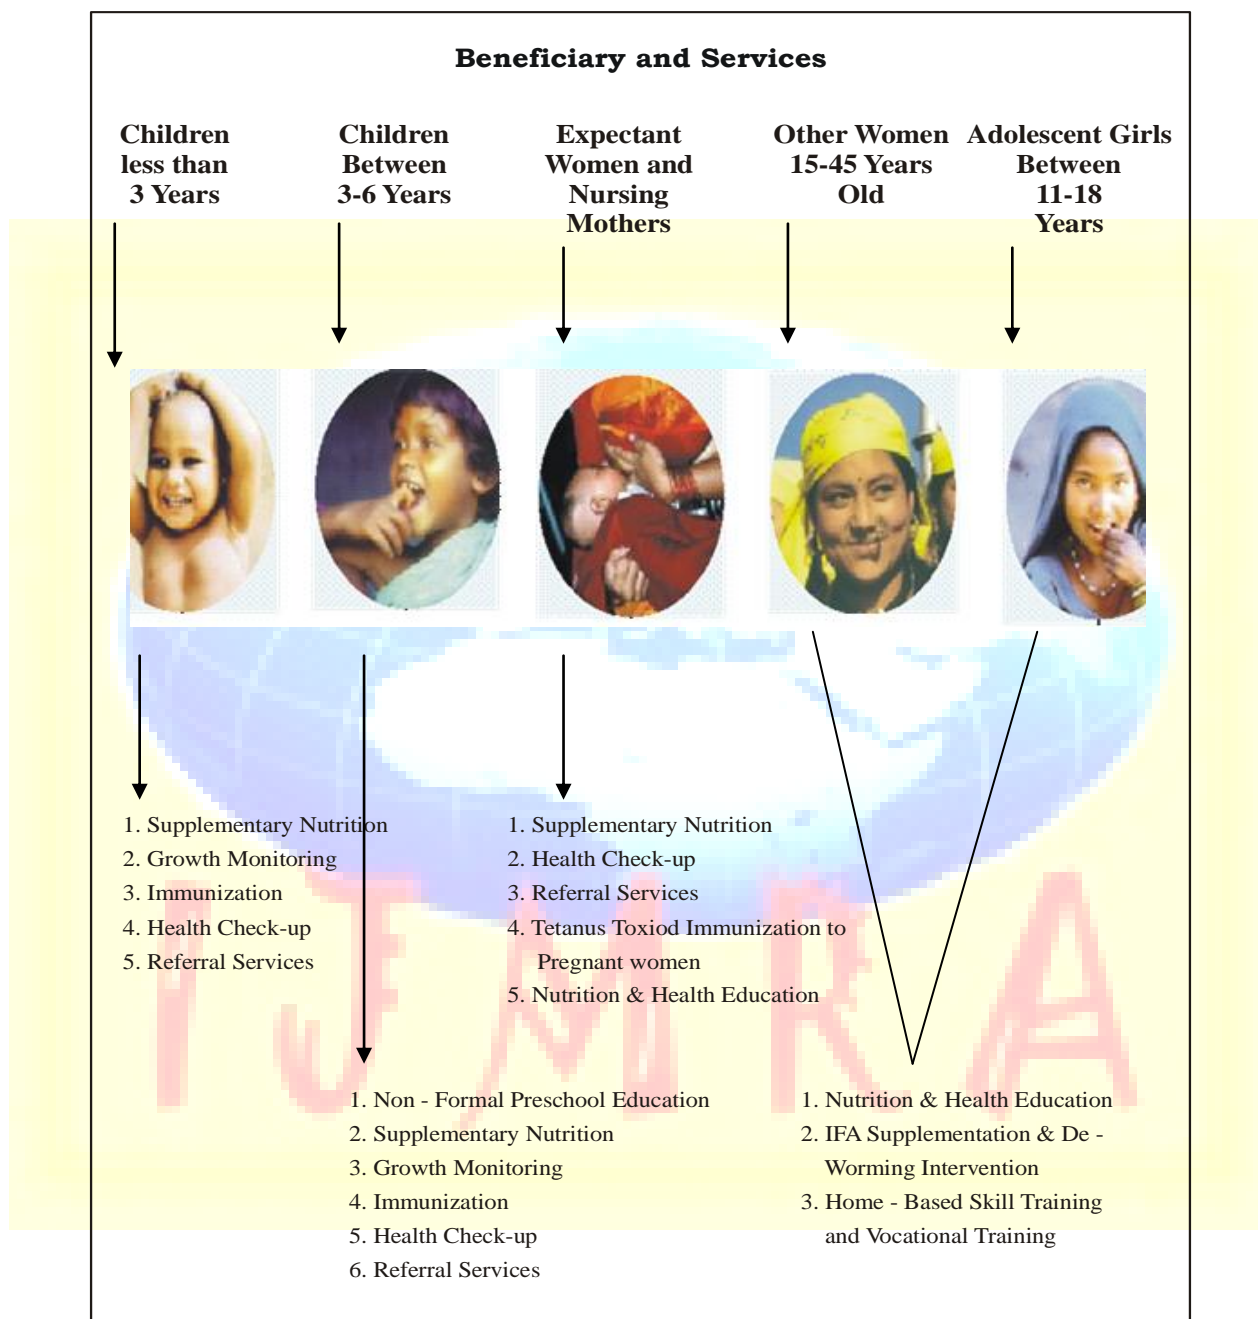 Beneficiary and Services
Children
less than
3 Years
Children
Between
3-6 Years
Expectant
Women and
Nursing
Mothers
Other Women
15-45 Years
Old
Adolescent Girls
Between
11-18
Years
1. Supplementary Nutrition
2. Growth Monitoring
3. Immunization
4. Health Check-up
5. Referral Services
1. Supplementary Nutrition
2. Health Check-up
3. Referral Services
4. Tetanus Toxiod Immunization to
Pregnant women
5. Nutrition & Health Education
1. Non - Formal Preschool Education
2. Supplementary Nutrition
3. Growth Monitoring
4. Immunization
5. Health Check-up
6. Referral Services
1. Nutrition & Health Education
2. IFA Supplementation & De -
Worming Intervention
3. Home - Based Skill Training
and Vocational Training
IJMRA